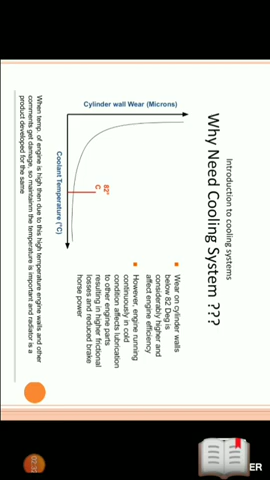 Introduction to cooling systems
Why Need Cooling System ???
Cylinder wall Wear (Microns)
82°
C
Coolant Temperature (°C)
Wear on cylinder walls
below 82 Deg is
considerably higher and
affect engine efficiency
However, engine running
continuously in cold
condition affects lubrication
to other engine parts
resulting in higher frictional
losses and reduced brake
horse power
When temp. of engine is high then due to this high temperature engine walls and other
comments get damage, so maintainnn the temperature is important and radiator is a
product developed for the same
ER